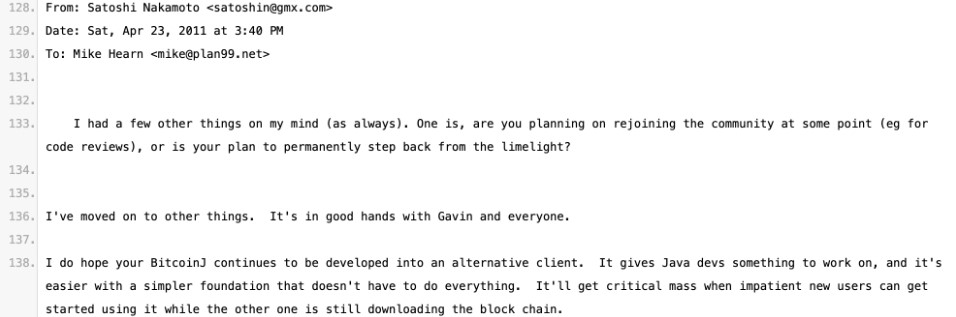 128. From: Satoshi Nakamoto <satoshin@gmx.com>
129. Date: Sat, Apr 23, 2011 at 3:40 PM
130. To: Mike Hearn <mike@plan99.net>
131.
132.
133. I had a few other things on my mind (as always). One is, are you planning on rejoining the community at some point (eg for
code reviews), or is your plan to permanently step back from the limelight?
134.
135.
136. I've moved on to other things.  It's in good hands with Gavin and everyone.
137.
138. I do hope your BitcoinJ continues to be developed into an alternative client.  It gives Java devs something to work on, and it's
easier with a simpler foundation that doesn't have to do everything.  It'll get critical mass when impatient new users can get
started using it while the other one is still downloading the block chain.